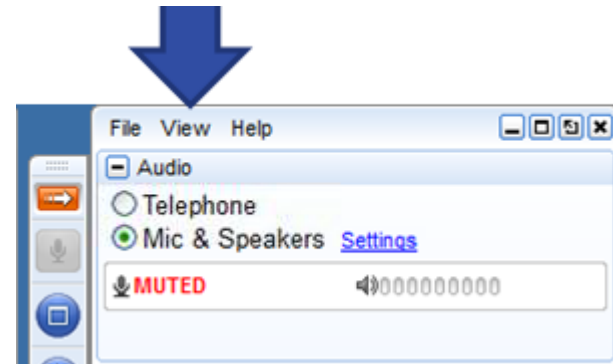 File View Help
Audio
Telephone
Mic & Speakers Settings
MUTED